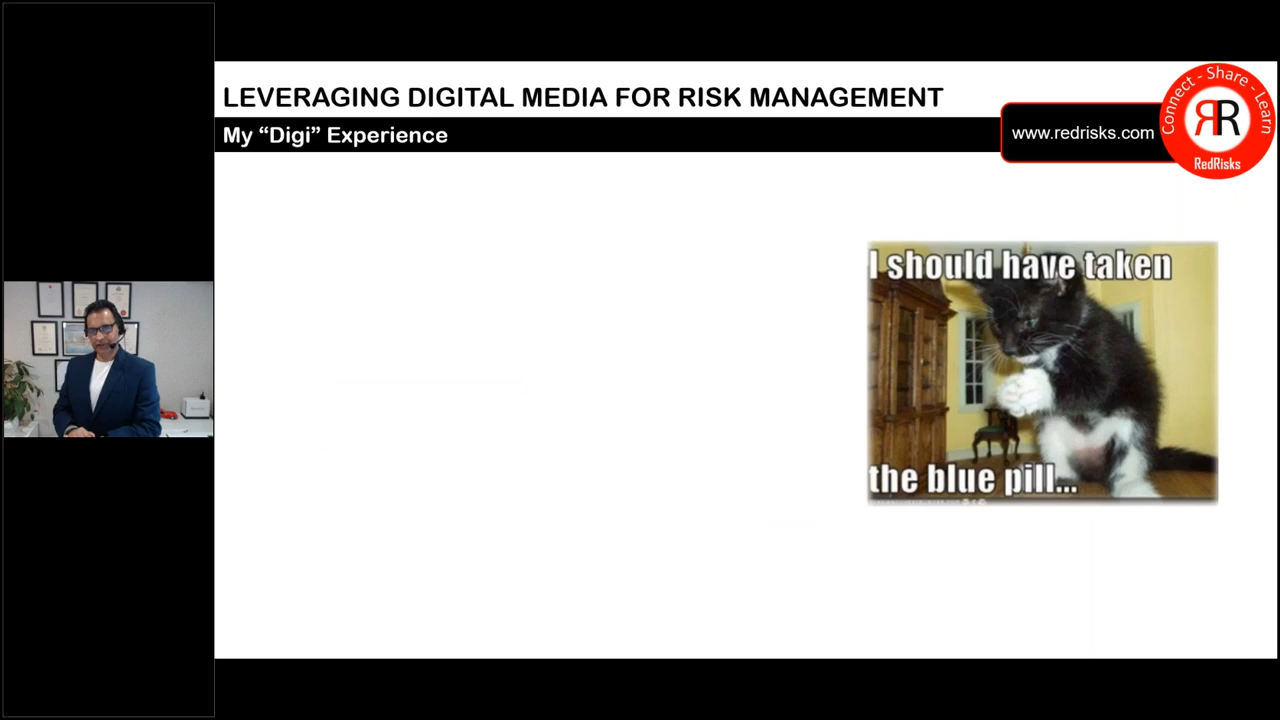 LEVERAGING DIGITAL MEDIA FOR RISK MANAGEMENT
My “Digi” Experience
www.redrisks.com
Connect - Share - Learn
RR
RedRisks
I should have taken
the blue pill...